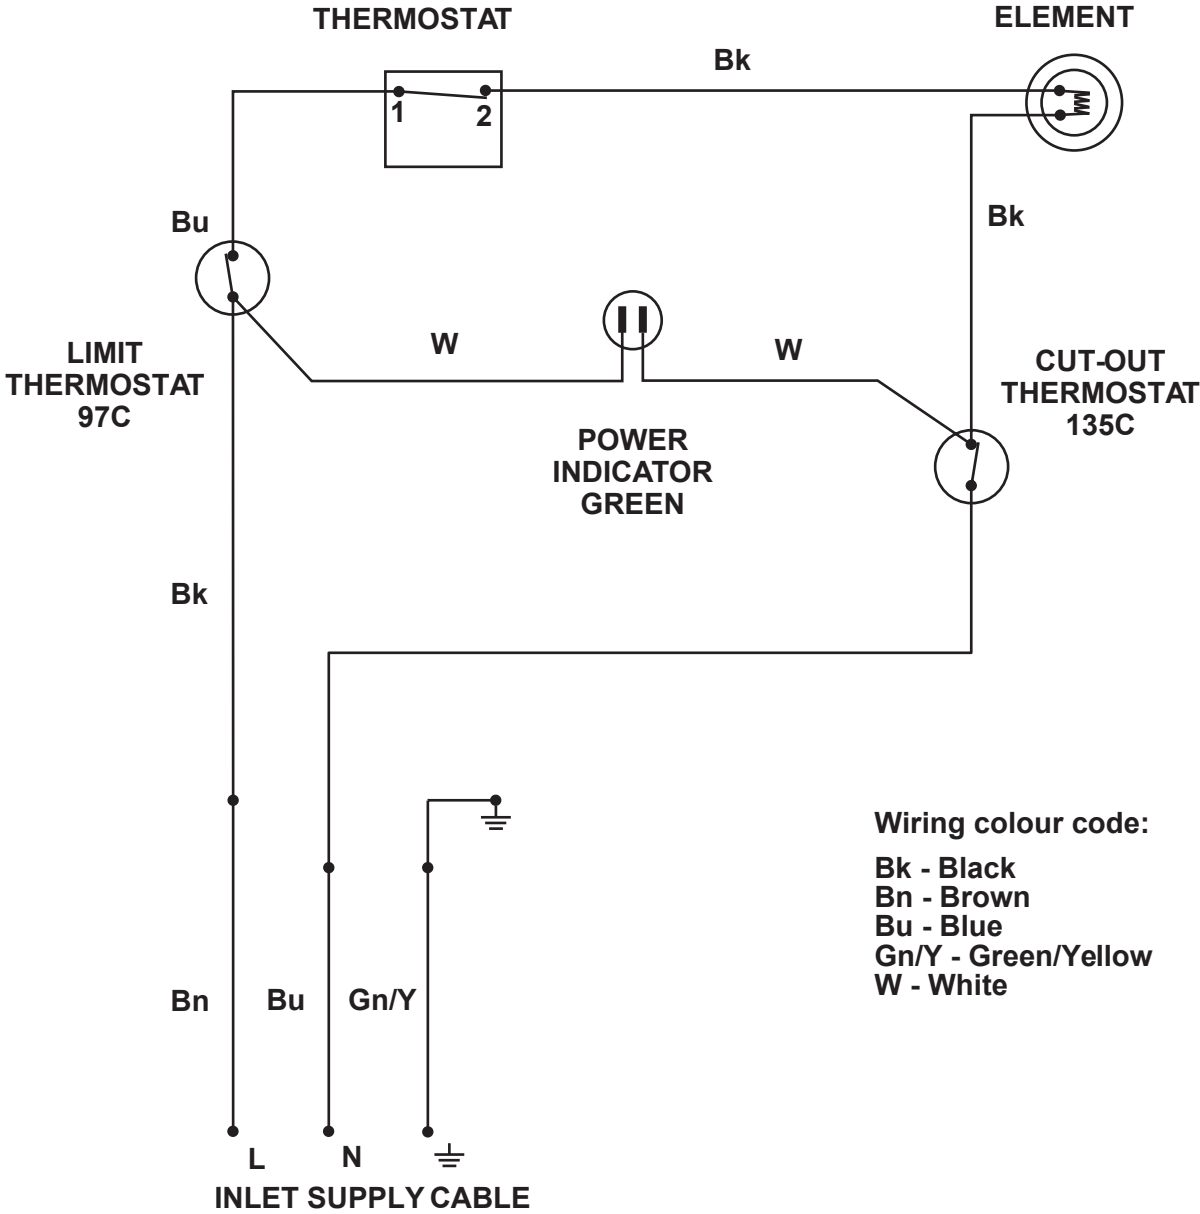 THERMOSTAT
ELEMENT
Bk
1
2
Bu
Bk
LIMIT
THERMOSTAT
97C
W
W
CUT-OUT
THERMOSTAT
135C
POWER
INDICATOR
GREEN
Bk
Wiring colour code:
Bk - Black
Bn - Brown
Bu - Blue
Gn/Y - Green/Yellow
W - White
Bn
Bu
Gn/Y
L
N
INLET SUPPLY CABLE